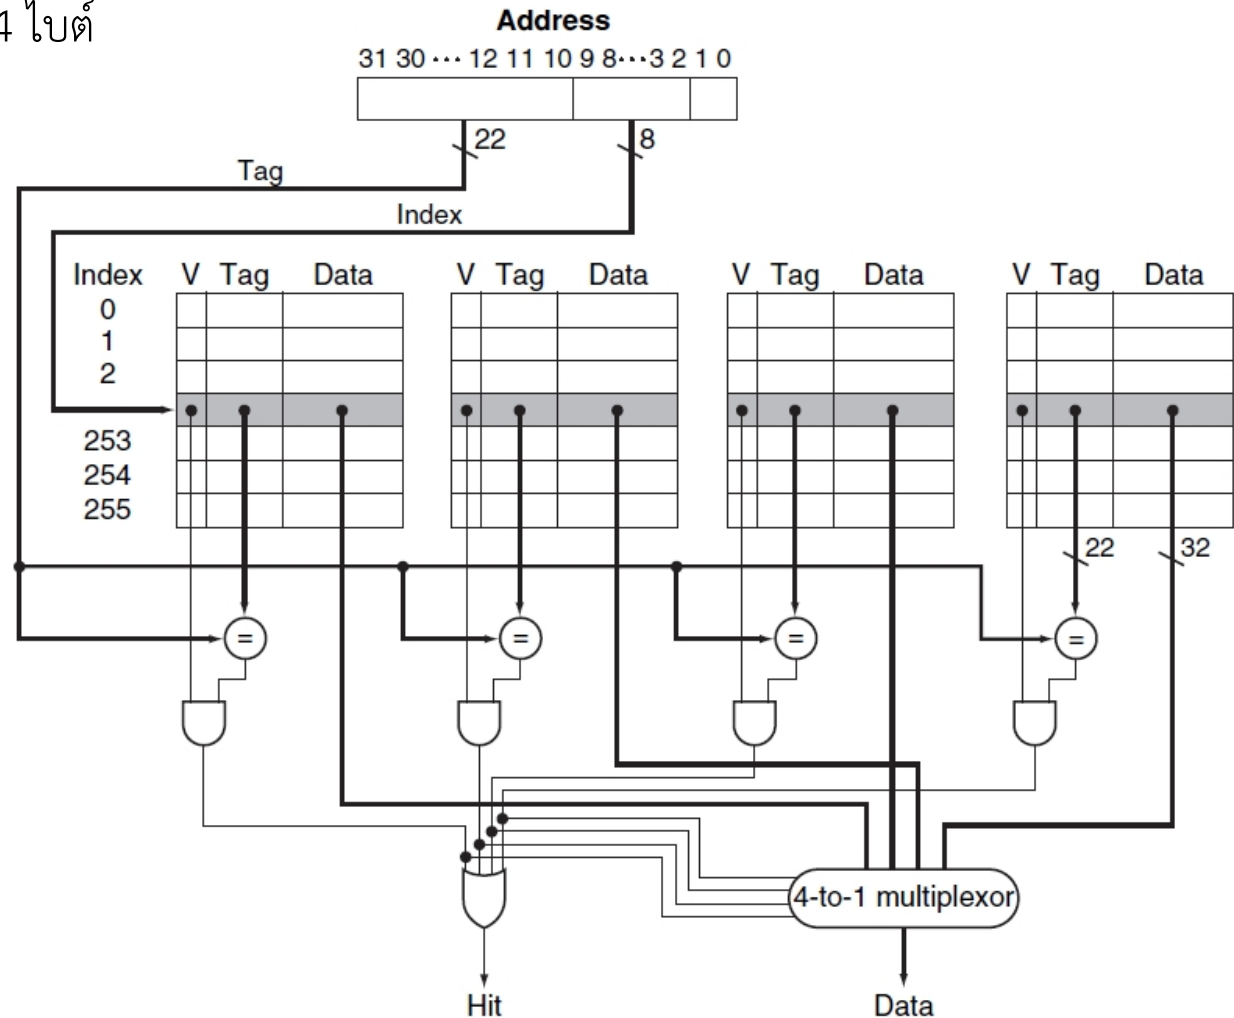 4 ไบต์
Address
31 30 ··· 12 11 10 9 8 ··· 3 2 1 0
22
8
Tag
Index
Index V Tag Data V Tag Data V Tag Data V Tag Data
0
1
2
253
254
255
22 32
= = = =
4-to-1 multiplexor
Hit Data